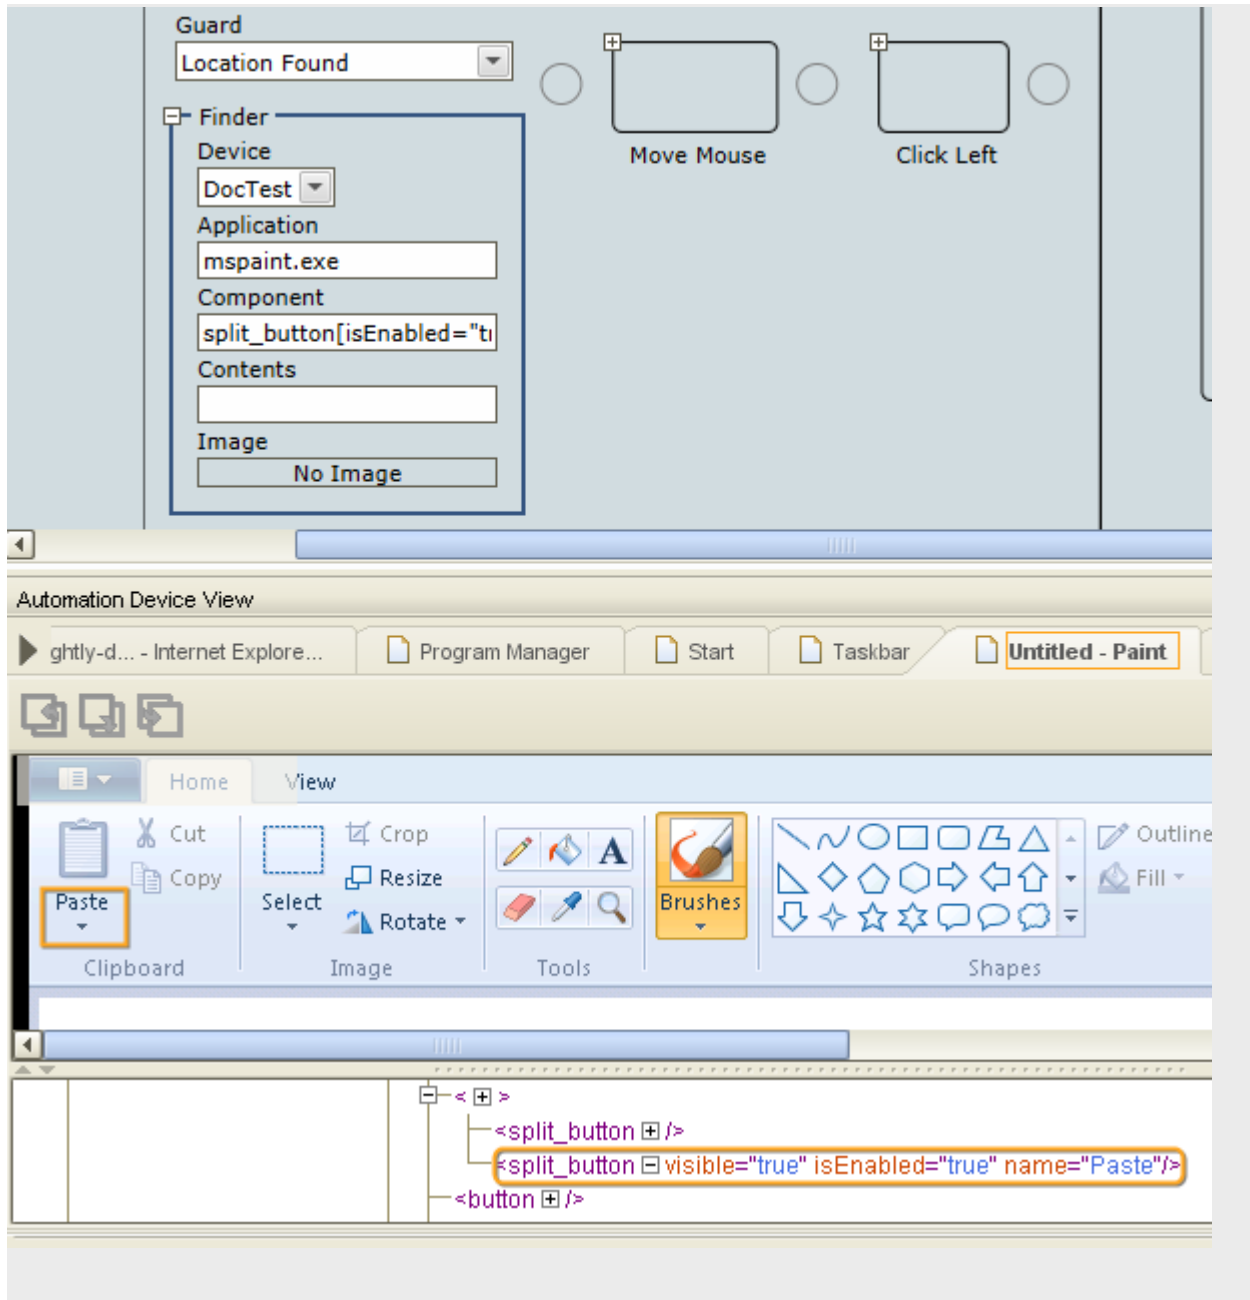 Guard
Location Found
Finder
Device
DocTest
Application
mspaint.exe
Component
split_button[isEnabled="t
Contents
Image
No Image
Move Mouse
Click Left
Automation Device View
ghtly-d... - Internet Explore...
Program Manager
Start
Taskbar
Untitled - Paint
Home
View
Paste
Cut
Copy
Clipboard
Select
Crop
Resize
Rotate
Image
A
Tools
Brushes
Shapes
Outline
Fill
< >
<split_button />
<split_button visible="true" isEnabled="true" name="Paste"/>
<button />